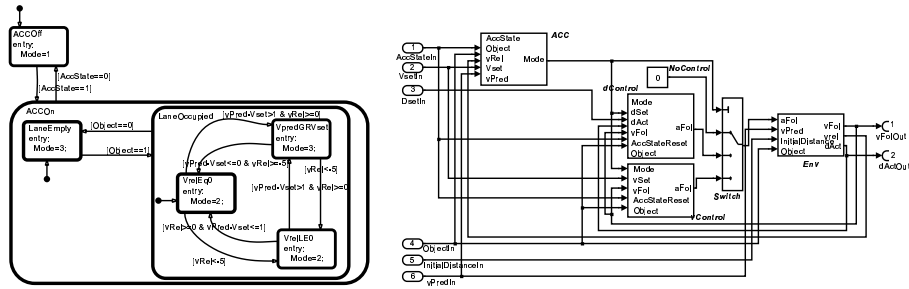 ACCOff
entry;
Mode=1
[AccState==0]
[AccState==1]
ACCOn
LaneEmpty
entry;
Mode=3;
[Object==0]
[Object==1]
LaneOccupied
[vPred-Vset>1 & vRel>=0]
VpredGRVset
entry;
Mode=3;
[vPred-Vset<=0 & vRel>=-5]
[vRel<-5]
VrelEq0
entry;
Mode=2;
[vPred-Vset>1 & vRel>=0]
[vRel>=0 & vPred-Vset<=1]
VrelLE0
entry;
Mode=2;
[vRel<-5]
1
AccStateIn
2
VsetIn
3
DsetIn
4
ObjectIn
5
InitialDistanceIn
6
vPredIn
ACC
AccState
Object
vRel
Vset
vPred
Mode
NoControl
0
dControl
Mode
dSet
dAct
vFol
AccStateReset
Object
aFol
Mode
vSet
vFol
AccStateReset
Object
aFol
vControl
Switch
aFol
vPred
InitialDistance
Object
vFol
vrel
dAct
Env
1
vFolOut
2
dActOut